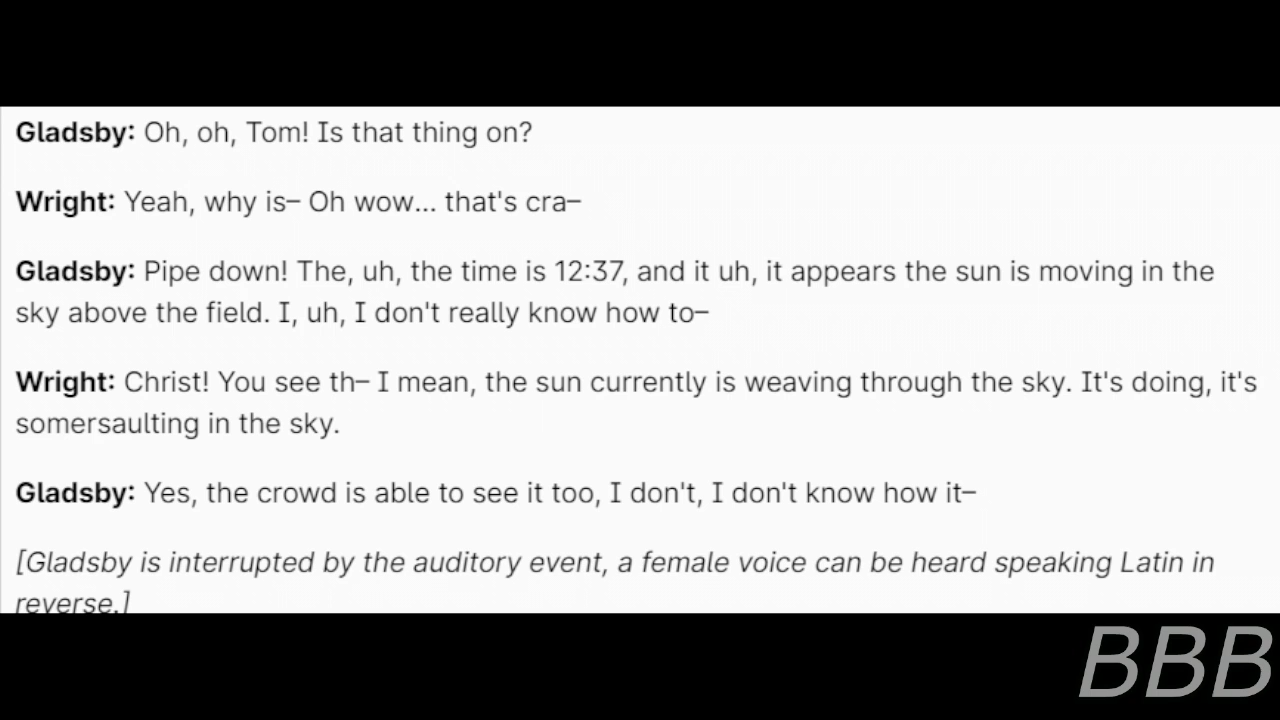 Gladsby: Oh, oh, Tom! Is that thing on?
Wright: Yeah, why is– Oh wow... that's cra–
Gladsby: Pipe down! The, uh, the time is 12:37, and it uh, it appears the sun is moving in the
sky above the field. I, uh, I don't really know how to–
Wright: Christ! You see th– I mean, the sun currently is weaving through the sky. It's doing, it's
somersaulting in the sky.
Gladsby: Yes, the crowd is able to see it too, I don't, I don't know how it–
[Gladsby is interrupted by the auditory event, a female voice can be heard speaking Latin in
reverse.]
BBB